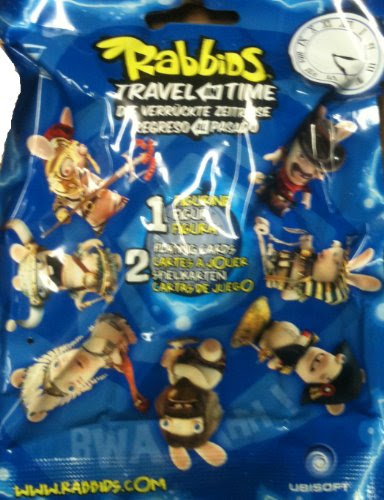 Rabbids
TRAVEL IN TIME
DIE VERRÜCKTE ZEITREISE
REGRESO AL PASADO
1 FIGURINE
FIGUR
FIGURA
2 PLAYING CARDS
CARTES À JOUER
SPIELKARTEN
CARTAS DE JUEGO
WWW.RABBIDS.COM
UBISOFT